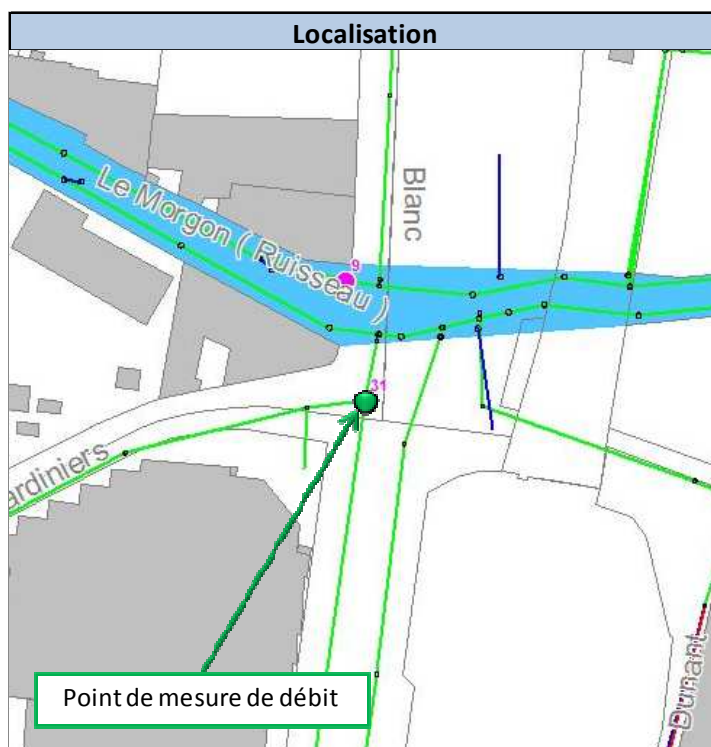 Localisation
Blanc
Le Morgon ( Ruisseau )
9
31
ardiniers
Point de mesure de débit
Dunant